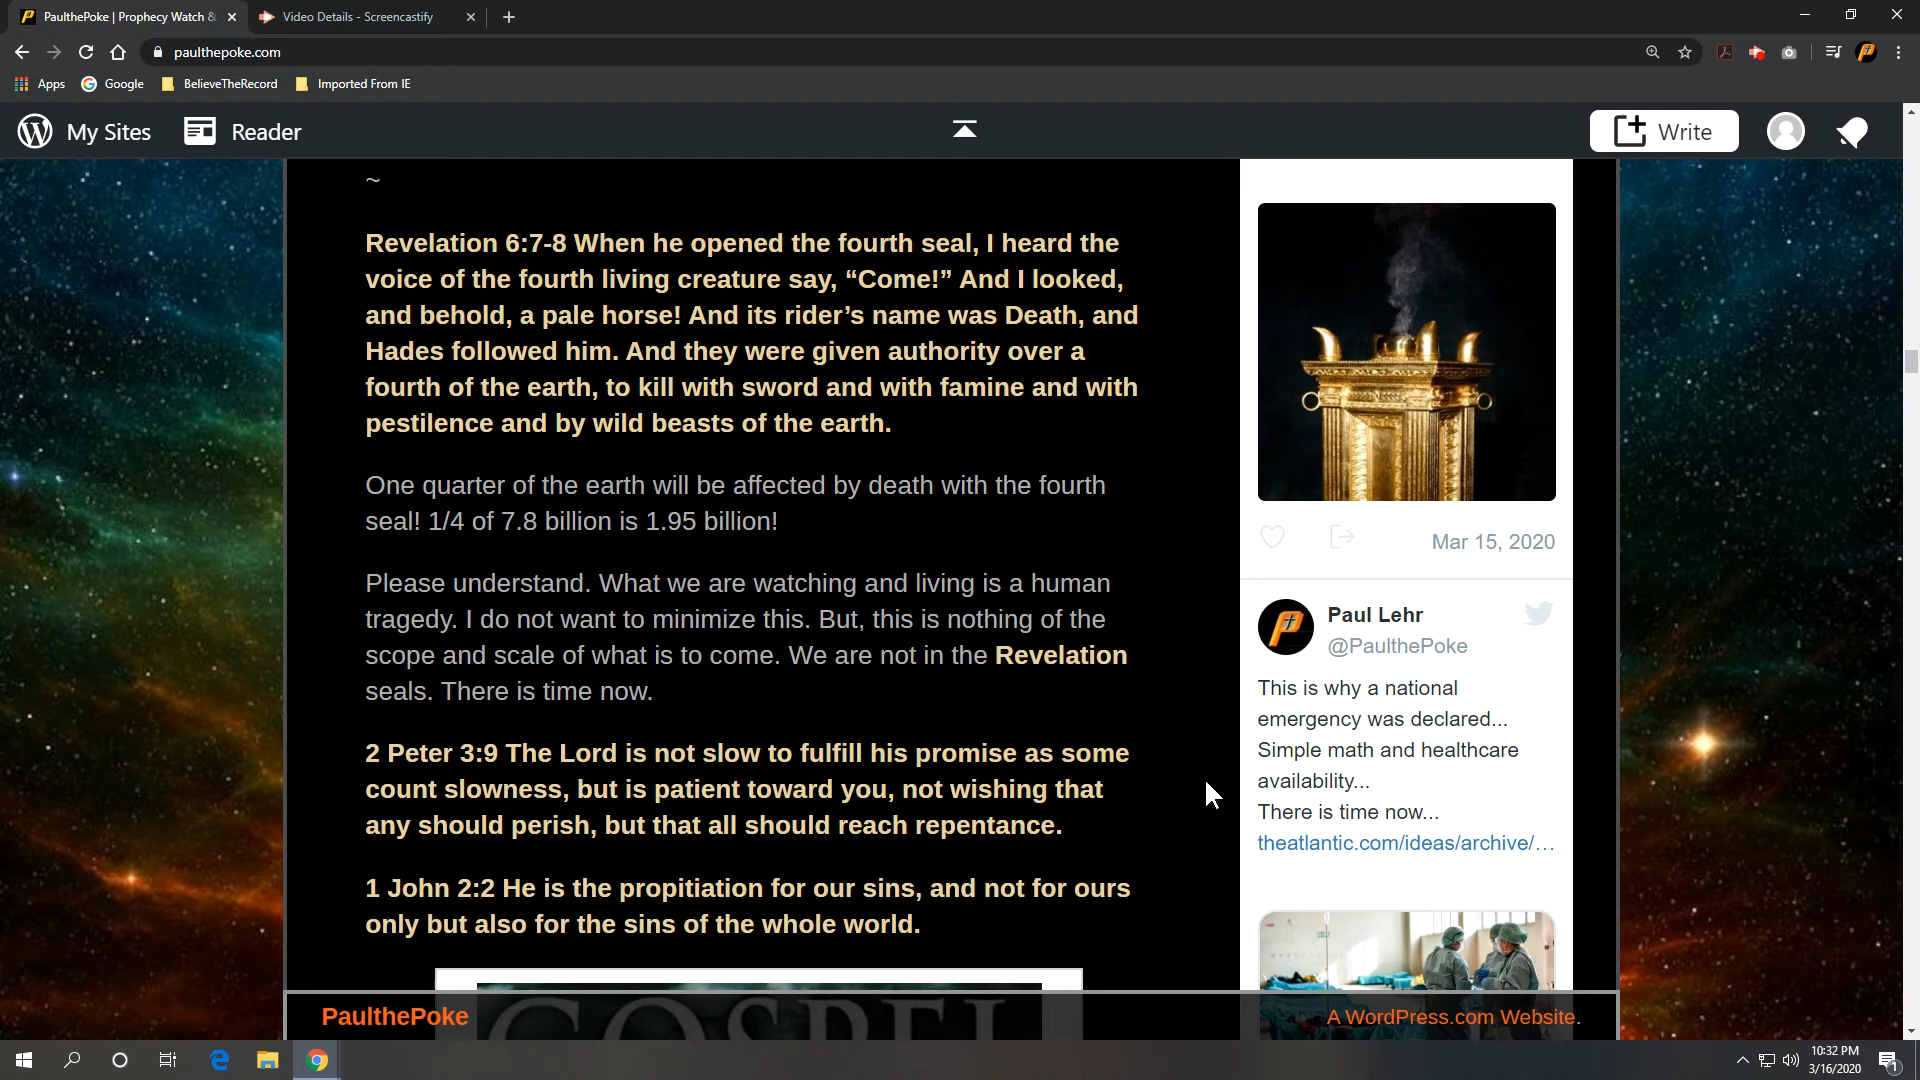 PaulthePoke | Prophecy Watch &
Video Details - Screencastify
paulthepoke.com
Apps
Google
BelieveTheRecord
Imported From IE
My Sites
Reader
Write
~
Revelation 6:7-8 When he opened the fourth seal, I heard the
voice of the fourth living creature say, “Come!” And I looked,
and behold, a pale horse! And its rider’s name was Death, and
Hades followed him. And they were given authority over a
fourth of the earth, to kill with sword and with famine and with
pestilence and by wild beasts of the earth.
One quarter of the earth will be affected by death with the fourth
seal! 1/4 of 7.8 billion is 1.95 billion!
Please understand. What we are watching and living is a human
tragedy. I do not want to minimize this. But, this is nothing of the
scope and scale of what is to come. We are not in the Revelation
seals. There is time now.
2 Peter 3:9 The Lord is not slow to fulfill his promise as some
count slowness, but is patient toward you, not wishing that
any should perish, but that all should reach repentance.
1 John 2:2 He is the propitiation for our sins, and not for ours
only but also for the sins of the whole world.
GOSPEL
Mar 15, 2020
Paul Lehr
@PaulthePoke
This is why a national
emergency was declared...
Simple math and healthcare
availability...
There is time now...
theatlantic.com/ideas/archive/…
PaulthePoke
A WordPress.com Website.
10:32 PM
3/16/2020
1